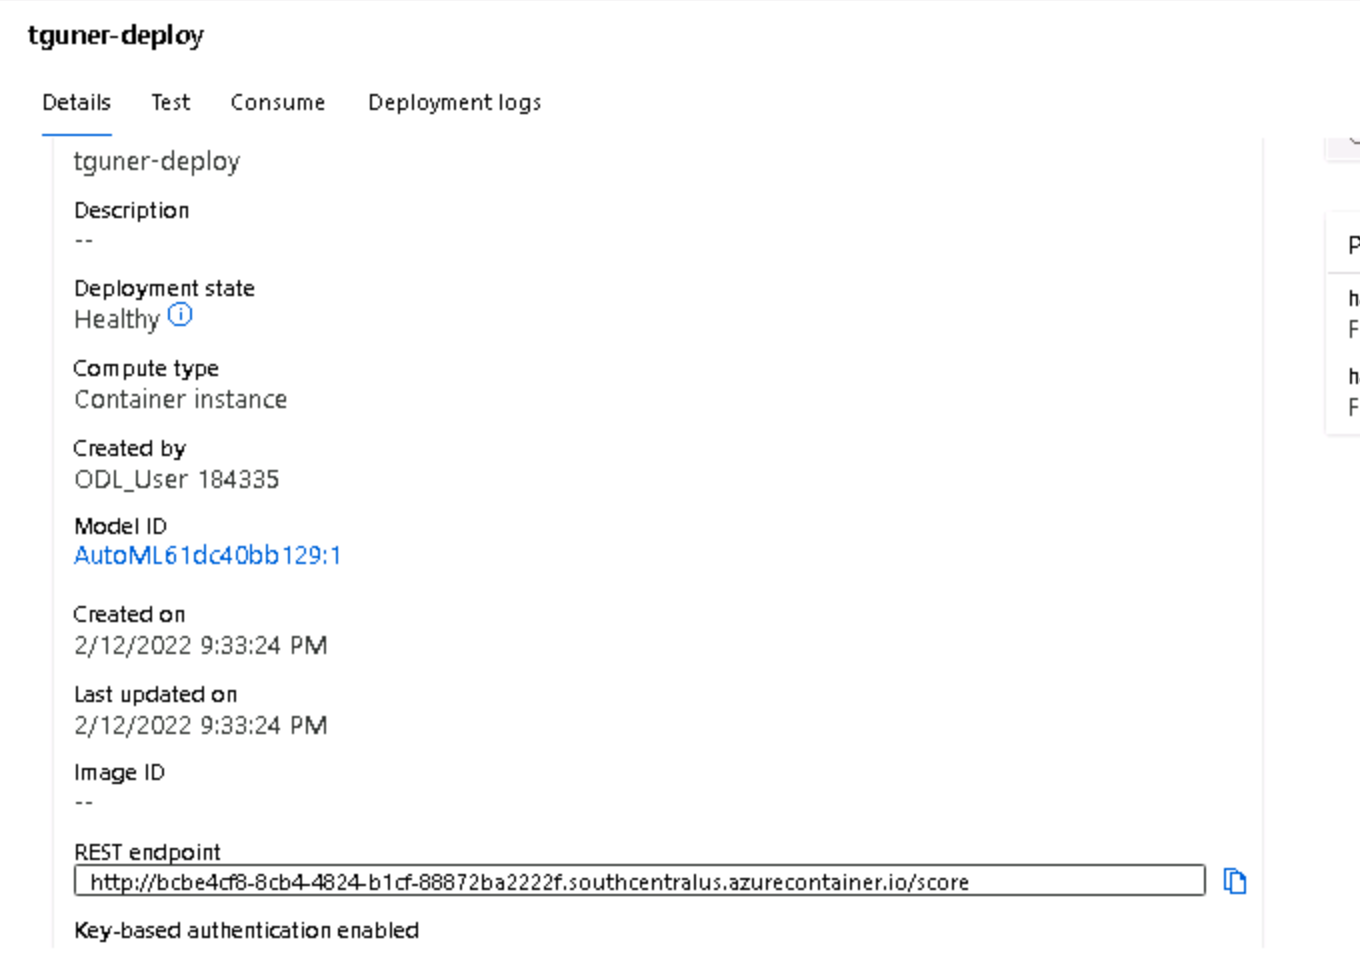 tguner-deploy
Details Test Consume Deployment logs
tguner-deploy
Description
--
Deployment state
Healthy
Compute type
Container instance
Created by
ODL_User 184335
Model ID
AutoML61dc40bb129:1
Created on
2/12/2022 9:33:24 PM
Last updated on
2/12/2022 9:33:24 PM
Image ID
--
REST endpoint
http://bcbe4cf8-8cb4-4824-b1cf-88872ba2222f.southcentralus.azurecontainer.io/score
Key-based authentication enabled